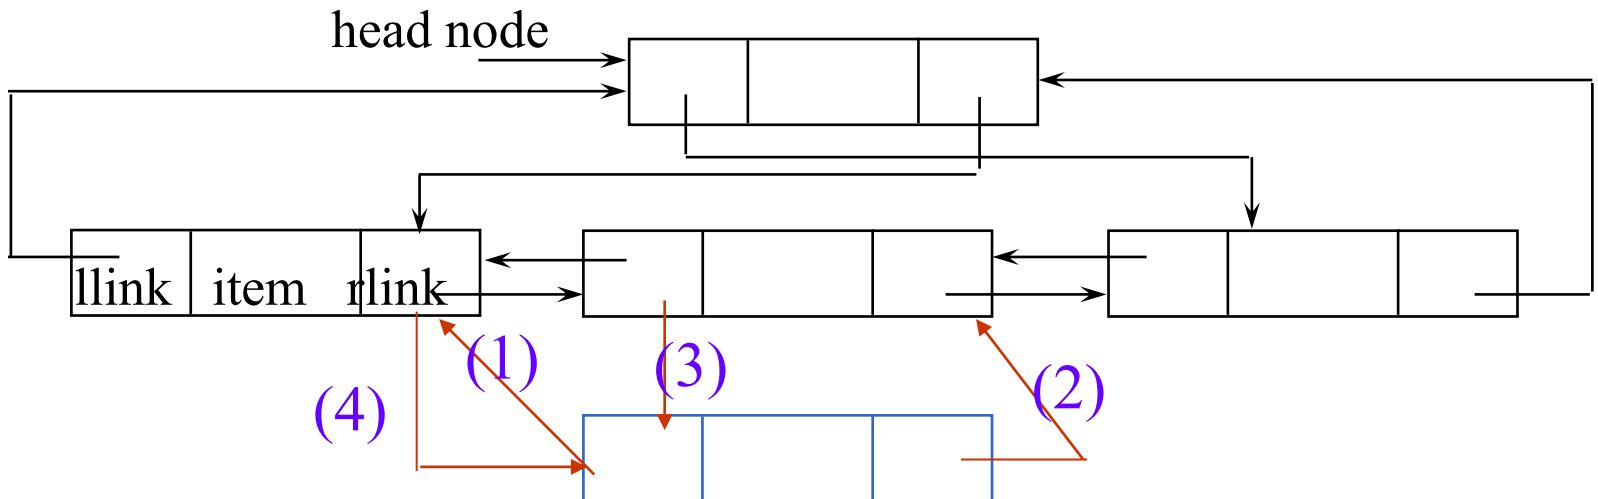 head node
llink item rlink
(1)
(3)
(2)
(4)